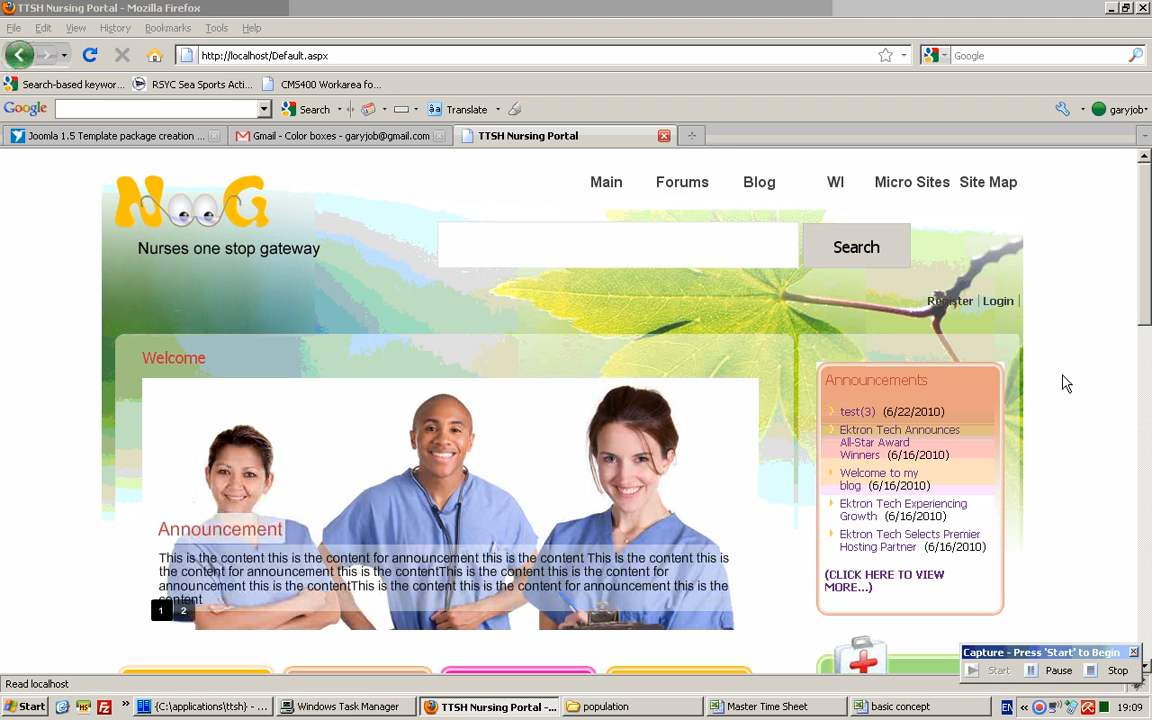 TTSH Nursing Portal - Mozilla Firefox
File Edit View History Bookmarks Tools Help
http://localhost/Default.aspx
Google
Search-based keywor... RSYC Sea Sports Acti... CMS400 Workarea fo...
Google Search Translate garyjob
Joomla 1.5 Template package creation ... Gmail - Color boxes - garyjob@gmail.com TTSH Nursing Portal
Main Forums Blog WI Micro Sites Site Map
N G
Nurses one stop gateway
Search
Register | Login |
Welcome
Announcements
test(3) (6/22/2010)
Ektron Tech Announces
All-Star Award
Winners (6/16/2010)
Welcome to my
blog (6/16/2010)
Ektron Tech Experiencing
Growth (6/16/2010)
Ektron Tech Selects Premier
Hosting Partner (6/16/2010)
(CLICK HERE TO VIEW
MORE...)
Announcement
This is the content this is the content for announcement this is the content This is the content this is
the content for announcement this is the contentThis is the content this is the content for
announcement this is the contentThis is the content this is the content for announcement this is the
content
1 2
Capture - Press 'Start' to Begin
Start Pause Stop
Read localhost
Start {C:\applications\ttsh} - ... Windows Task Manager TTSH Nursing Portal -... population Master Time Sheet basic concept EN 19:09